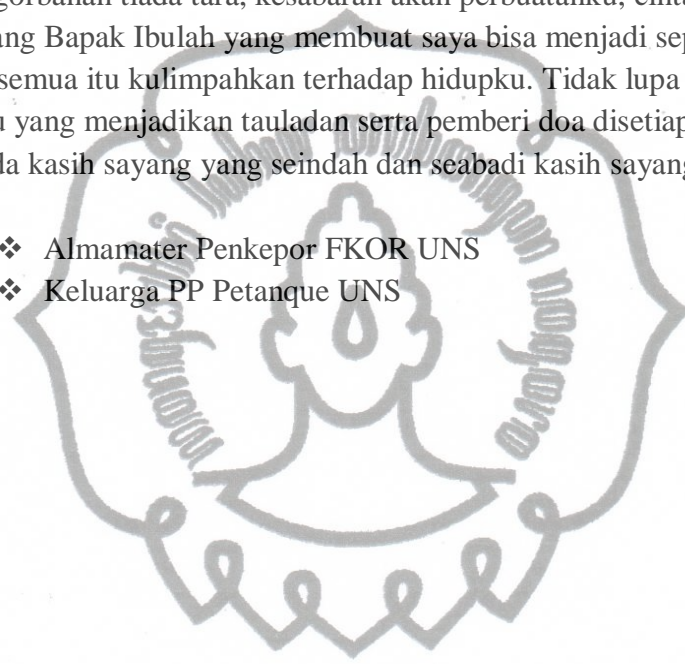 gorbanan tiada tara, kesabaran akan perbuatanku, cinta
ang Bapak Ibulah yang membuat saya bisa menjadi sep
semua itu kulimpahkan terhadap hidupku. Tidak lupa
u yang menjadikan tauladan serta pemberi doa disetiap
da kasih sayang yang seindah dan seabadi kasih sayang
❖ Almamater Penkepor FKOR UNS
❖ Keluarga PP Petanque UNS